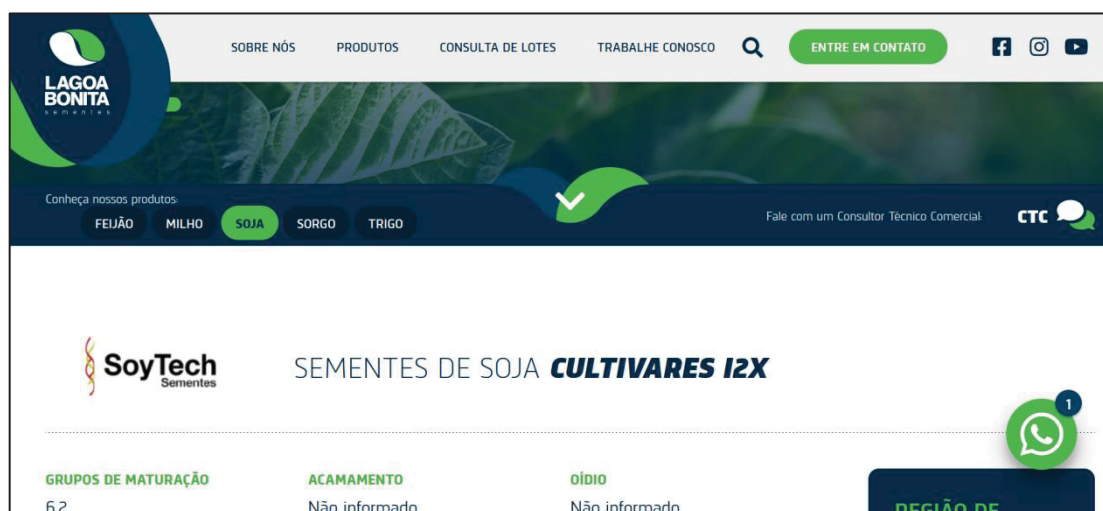 LAGOA
BONITA
sementes
SOBRE NÓS PRODUTOS CONSULTA DE LOTES TRABALHE CONOSCO ENTRE EM CONTATO
Conheça nossos produtos:
FEIJÃO MILHO SOJA SORGO TRIGO
Fale com um Consultor Técnico Comercial: CTC
SoyTech
Sementes
SEMENTES DE SOJA CULTIVARES I2X
1
GRUPOS DE MATURAÇÃO ACAMAMENTO OÍDIO
6.2 Não informado Não informado REGIÃO DE